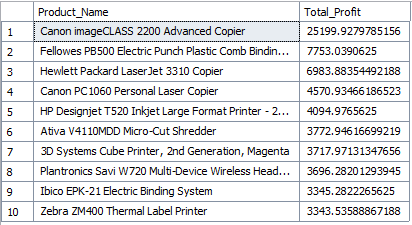 Product_Name Total_Profit
1 Canon imageCLASS 2200 Advanced Copier 25199.9279785156
2 Fellowes PB500 Electric Punch Plastic Comb Bindin... 7753.0390625
3 Hewlett Packard LaserJet 3310 Copier 6983.88354492188
4 Canon PC1060 Personal Laser Copier 4570.93466186523
5 HP Designjet T520 Inkjet Large Format Printer - 2... 4094.9765625
6 Ativa V4110MDD Micro-Cut Shredder 3772.94616699219
7 3D Systems Cube Printer, 2nd Generation, Magenta 3717.97131347656
8 Plantronics Savi W720 Multi-Device Wireless Head... 3696.28201293945
9 Ibico EPK-21 Electric Binding System 3345.2822265625
10 Zebra ZM400 Thermal Label Printer 3343.53588867188